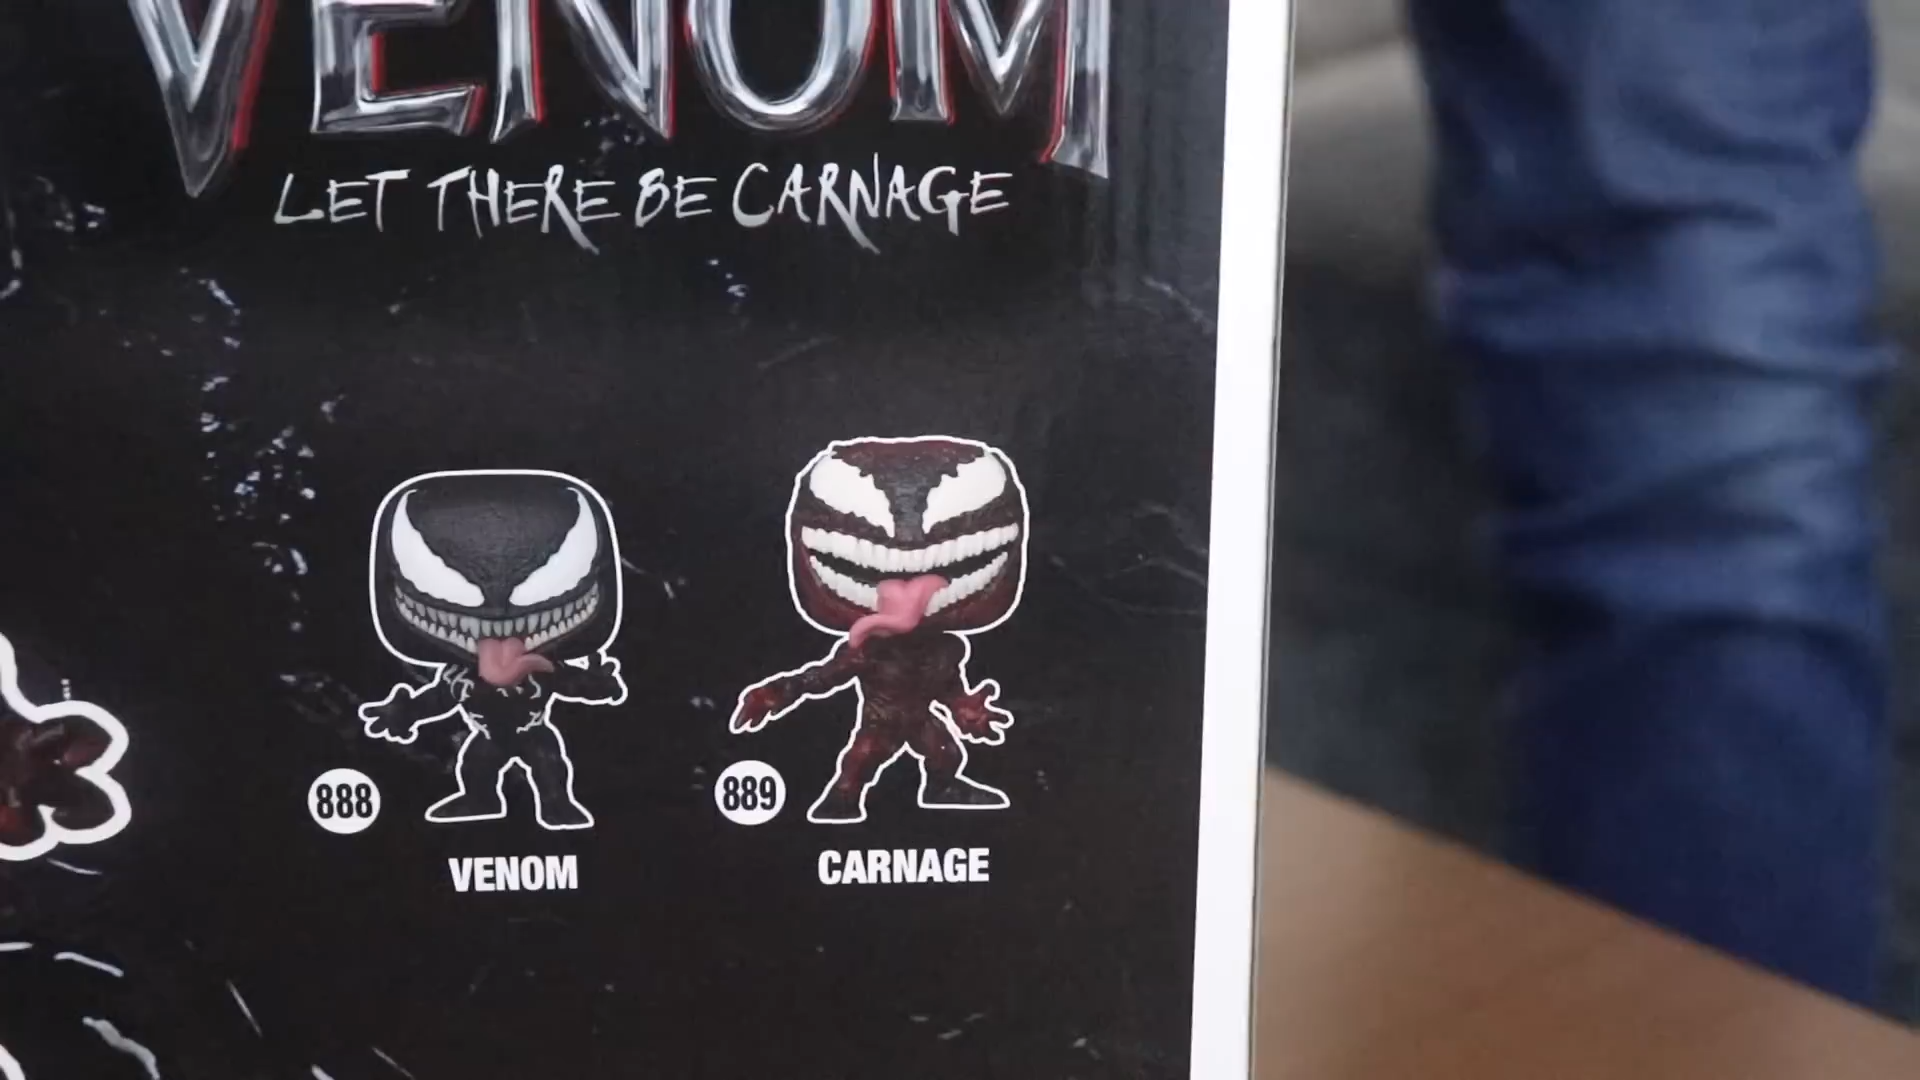 VENOM
LET THERE BE CARNAGE
888
889
VENOM
CARNAGE